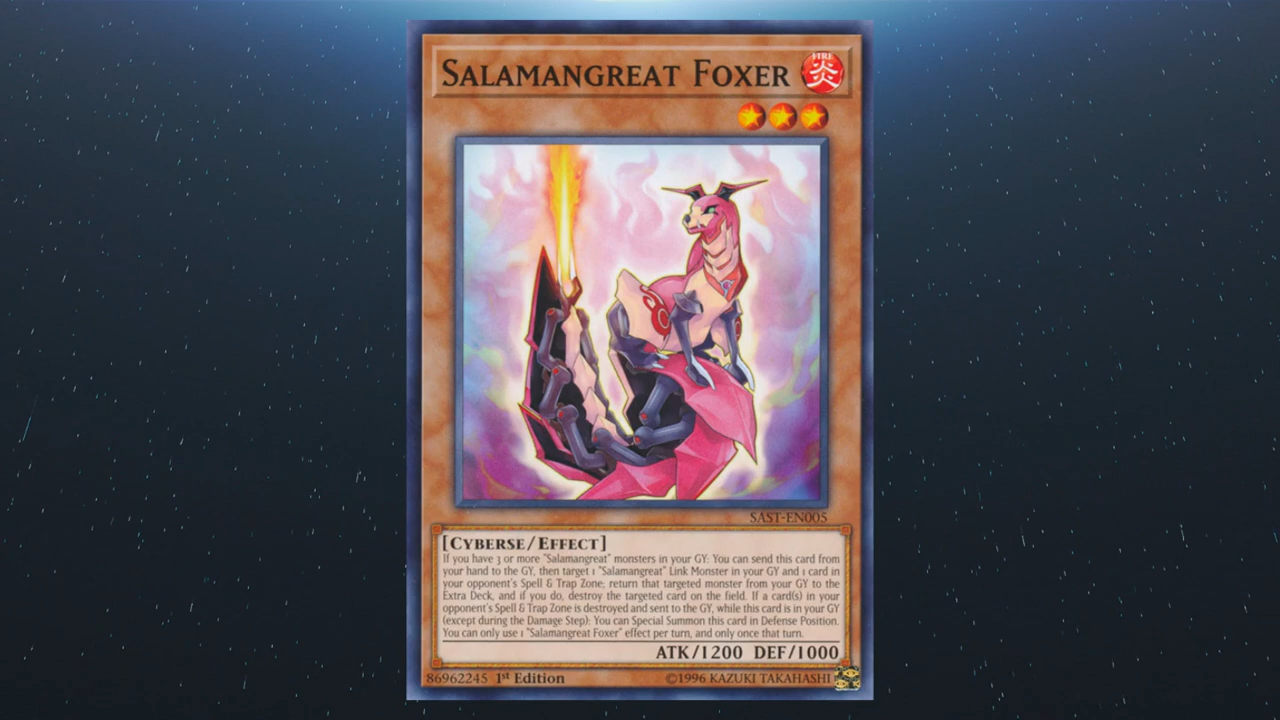 SALAMANGREAT FOXER
FIRE
炎
SAST-EN005
[CYBERSE/EFFECT]
If you have 3 or more "Salamangreat" monsters in your GY: You can send this card from
your hand to the GY, then target 1 "Salamangreat" Link Monster in your GY and 1 card in
your opponent's Spell & Trap Zone; return that targeted monster from your GY to the
Extra Deck, and if you do, destroy the targeted card on the field. If a card(s) in your
opponent's Spell & Trap Zone is destroyed and sent to the GY, while this card is in your GY
(except during the Damage Step): You can Special Summon this card in Defense Position.
You can only use 1 "Salamangreat Foxer" effect per turn, and only once that turn.
ATK/1200 DEF/1000
86962245 1st Edition ©1996 KAZUKI TAKAHASHI